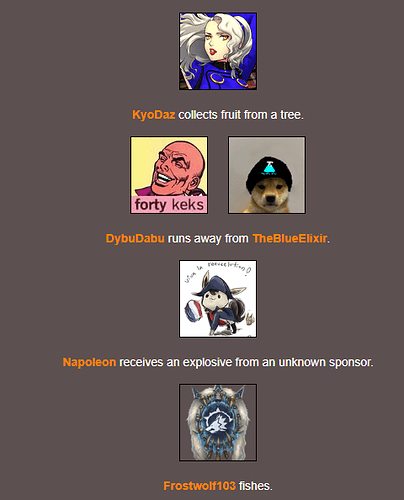 KyoDaz collects fruit from a tree.
forty keks
DybuDabu runs away from TheBlueElixir.
Napoleon receives an explosive from an unknown sponsor.
Frostwolf103 fishes.